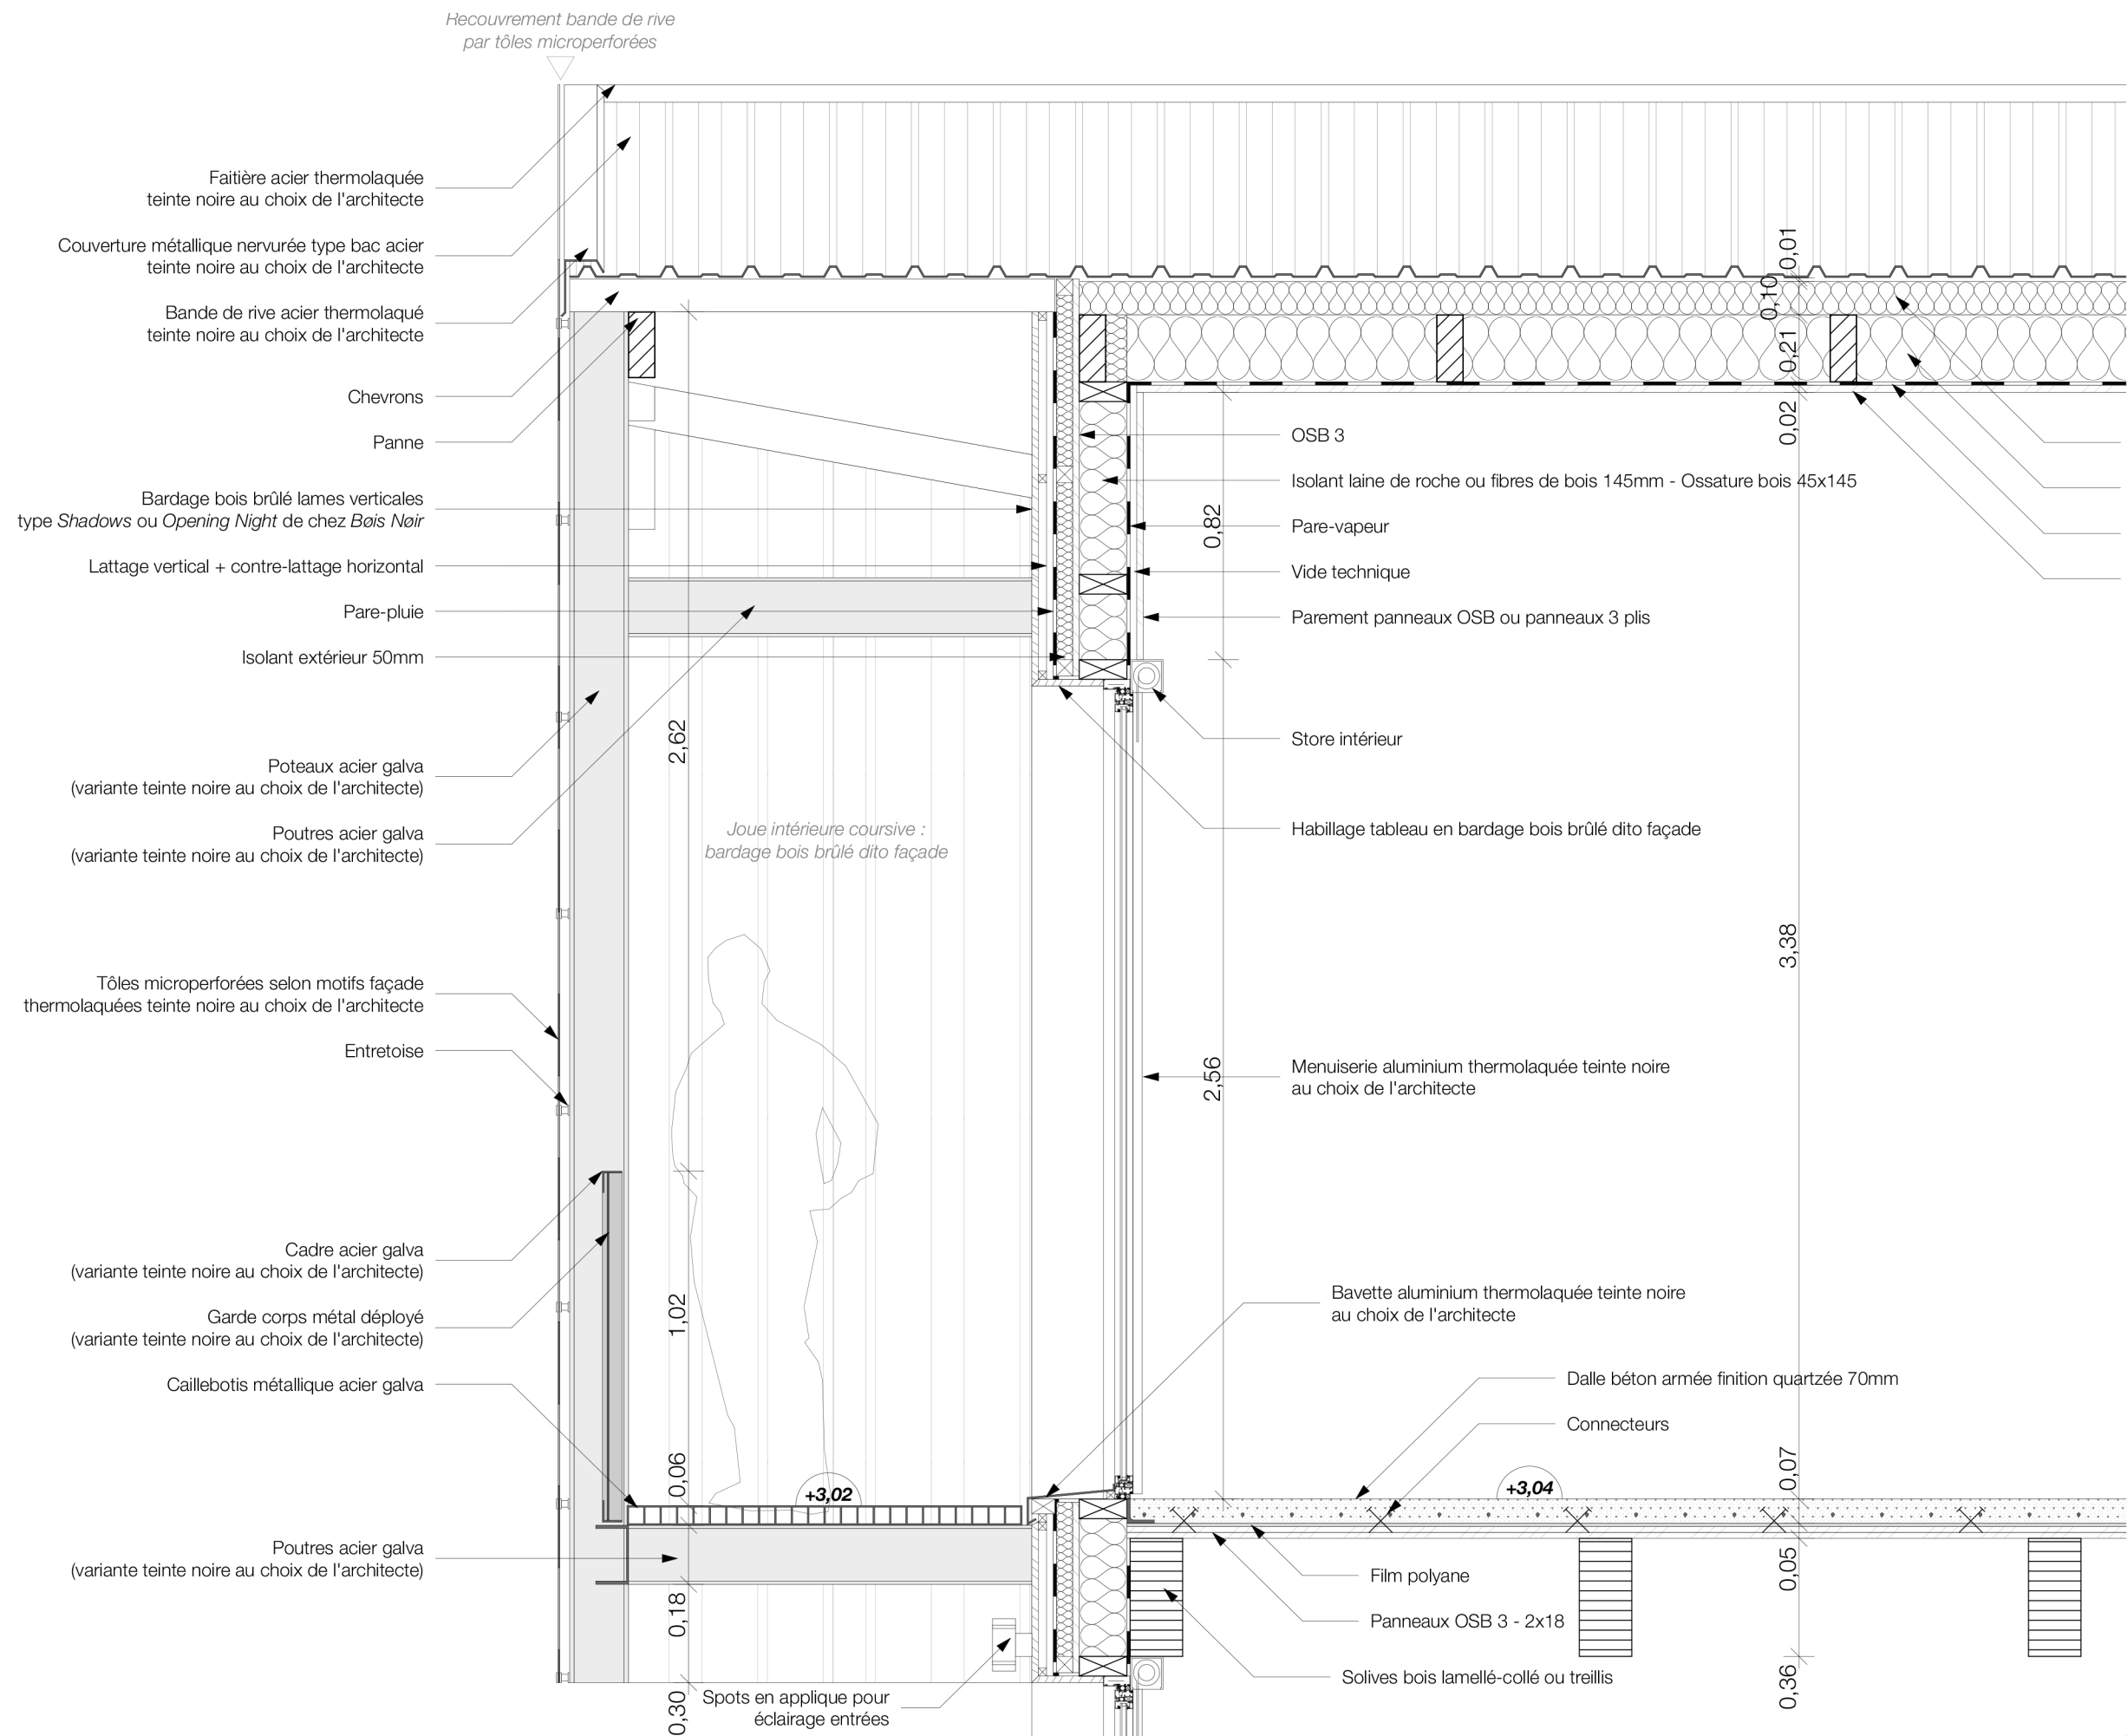 Recouvrement bande de rive
par tôles microperforées
Faitière acier thermolaquée
teinte noire au choix de l'architecte
Couverture métallique nervurée type bac acier
teinte noire au choix de l'architecte
Bande de rive acier thermolaqué
teinte noire au choix de l'architecte
Chevrons
Panne
Bardage bois brûlé lames verticales
type Shadows ou Opening Night de chez Bøis Nøir
Lattage vertical + contre-lattage horizontal
Pare-pluie
Isolant extérieur 50mm
Poteaux acier galva
(variante teinte noire au choix de l'architecte)
Poutres acier galva
(variante teinte noire au choix de l'architecte)
Tôles microperforées selon motifs façade
thermolaquées teinte noire au choix de l'architecte
Entretoise
Cadre acier galva
(variante teinte noire au choix de l'architecte)
Garde corps métal déployé
(variante teinte noire au choix de l'architecte)
Caillebotis métallique acier galva
Poutres acier galva
(variante teinte noire au choix de l'architecte)
2,62
1,02
0,06
0,18
0,30
Joue intérieure coursive :
bardage bois brûlé dito façade
+3,02
Spots en applique pour
éclairage entrées
0,82
2,56
OSB 3
Isolant laine de roche ou fibres de bois 145mm - Ossature bois 45x145
Pare-vapeur
Vide technique
Parement panneaux OSB ou panneaux 3 plis
Store intérieur
Habillage tableau en bardage bois brûlé dito façade
Menuiserie aluminium thermolaquée teinte noire
au choix de l'architecte
Bavette aluminium thermolaquée teinte noire
au choix de l'architecte
Dalle béton armée finition quartzée 70mm
Connecteurs
+3,04
Film polyane
Panneaux OSB 3 - 2x18
Solives bois lamellé-collé ou treillis
0,01
0,10
0,21
0,02
3,38
0,07
0,05
0,36